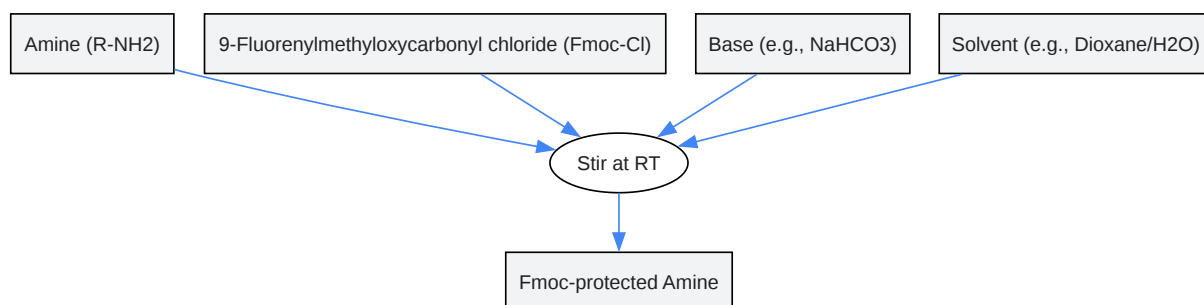 Amine (R-NH2)
9-Fluorenylmethyloxycarbonyl chloride (Fmoc-Cl)
Base (e.g., NaHCO3)
Solvent (e.g., Dioxane/H2O)
Stir at RT
Fmoc-protected Amine